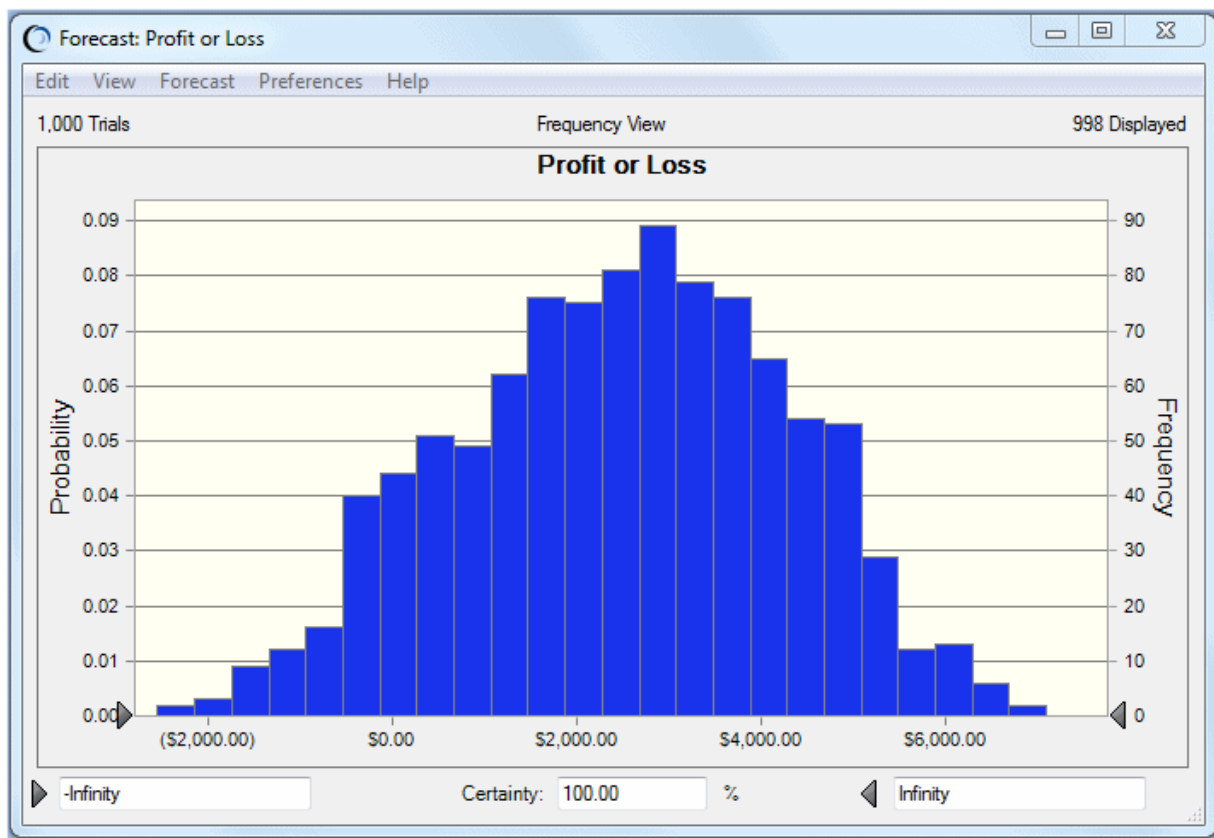 Forecast: Profit or Loss
Edit View Forecast Preferences Help
1,000 Trials Frequency View 998 Displayed
Profit or Loss
0.09 90
0.08 80
0.07 70
0.06 60
0.05 50
0.04 40
0.03 30
0.02 20
0.01 10
0.00 0
Probability
Frequency
($2,000.00) $0.00 $2,000.00 $4,000.00 $6,000.00
-Infinity Certainty: 100.00 % Infinity